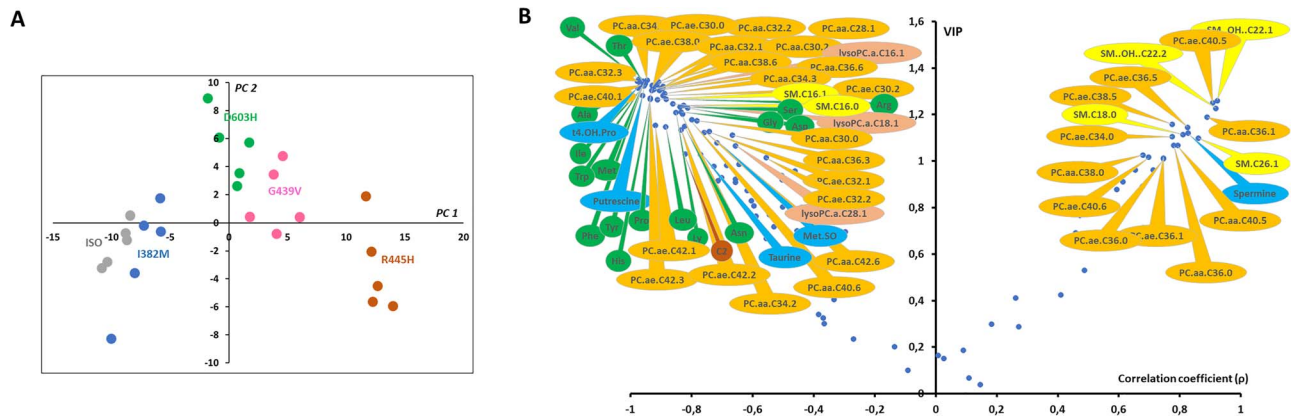 A
PC 2
10
8
6
4
2
0
-2
-4
-6
-8
-10
D603H
G439V
PC 1
-15
-10
-5
0
5
10
15
20
ISO
I382M
R445H
B
VIP
1,6
1,4
1,2
1
0,8
0,6
0,4
0,2
0
Val
Thr
PC.aa.C34
PC.ae.C30.0
PC.aa.C32.2
PC.aa.C28.1
PC.ae.C38.0
PC.aa.C32.1
lysoPC.a.C16.1
PC.aa.C38.6
PC.aa.C36.6
PC.aa.C32.3
PC.aa.C34.3
PC.ae.C40.1
SM.C16.1
PC.ae.C30.2
Ala
Ser
SM.C16.0
Arg
t4.OH.Pro
Gly
Asp
lysoPC.a.C18.1
PC.aa.C30.0
Ile
PC.aa.C36.3
Trp
Met
PC.ae.C32.1
Putrescine
PC.ae.C32.2
lysoPC.a.C28.1
Phe
Tyr
Pro
Leu
Asn
Met.SO
His
PC.ae.C42.1
C2
Taurine
PC.aa.C42.6
PC.ae.C42.3
PC.ae.C42.2
PC.aa.C40.6
PC.aa.C34.2
SM..OH..C22.1
PC.ae.C40.5
SM..OH..C22.2
PC.ae.C36.5
PC.ae.C38.5
SM.C18.0
PC.aa.C36.1
PC.ae.C34.0
SM.C26.1
PC.aa.C38.0
Spermine
PC.ae.C40.6
PC.aa.C40.5
PC.ae.C36.0
PC.ae.C36.1
PC.aa.C36.0
Correlation coefficient (ρ)
-1
-0,8
-0,6
-0,4
-0,2
0
0,2
0,4
0,6
0,8
1